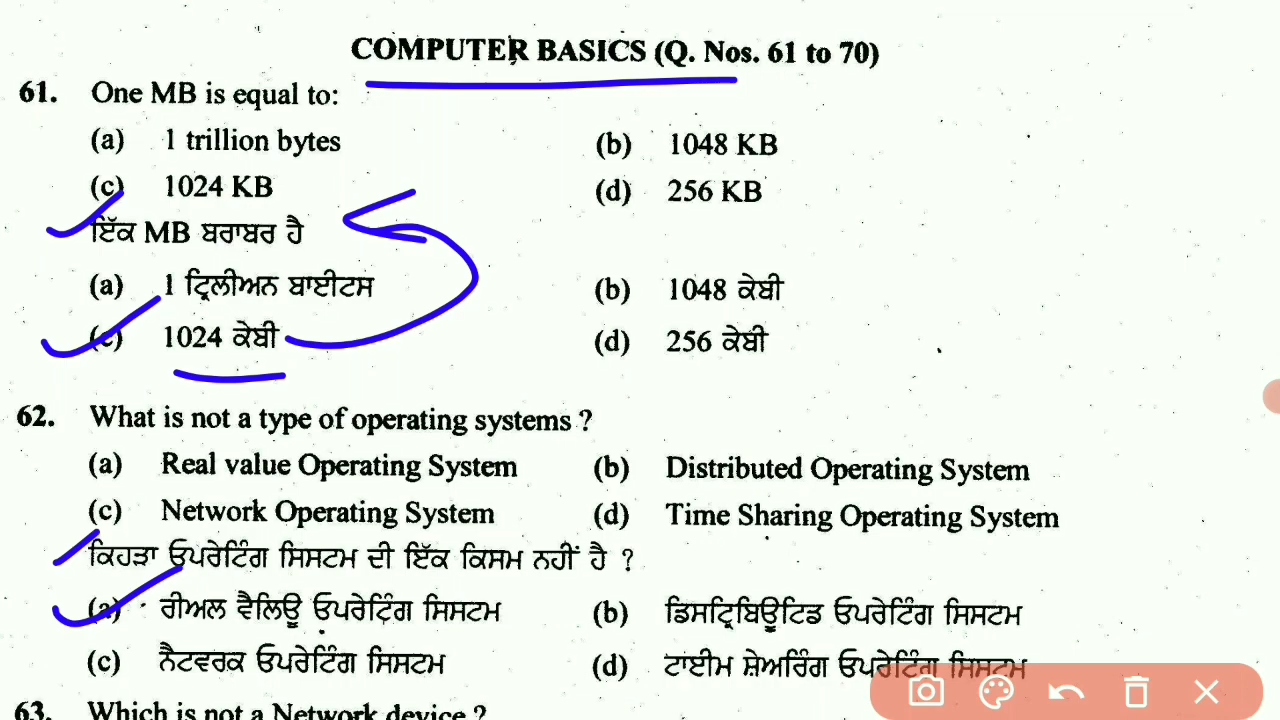 COMPUTER BASICS (Q. Nos. 61 to 70)
61. One MB is equal to:
(a) 1 trillion bytes (b) 1048 KB
(c) 1024 KB (d) 256 KB
ਇੱਕ MB ਬਰਾਬਰ ਹੈ
(a) 1 ਟ੍ਰਿਲੀਅਨ ਬਾਈਟਸ (b) 1048 ਕੇਬੀ
(c) 1024 ਕੇਬੀ (d) 256 ਕੇਬੀ
62. What is not a type of operating systems ?
(a) Real value Operating System (b) Distributed Operating System
(c) Network Operating System (d) Time Sharing Operating System
ਕਿਹੜਾ ਓਪਰੇਟਿੰਗ ਸਿਸਟਮ ਦੀ ਇੱਕ ਕਿਸਮ ਨਹੀਂ ਹੈ ?
(a) ਰੀਅਲ ਵੈਲਿਊ ਓਪਰੇਟਿੰਗ ਸਿਸਟਮ (b) ਡਿਸਟ੍ਰਿਬਿਊਟਿਡ ਓਪਰੇਟਿੰਗ ਸਿਸਟਮ
(c) ਨੈਟਵਰਕ ਓਪਰੇਟਿੰਗ ਸਿਸਟਮ (d) ਟਾਈਮ ਸ਼ੇਅਰਿੰਗ ਓਪਰੇਟਿੰਗ ਸਿਸਟਮ
63. Which is not a Network device ?